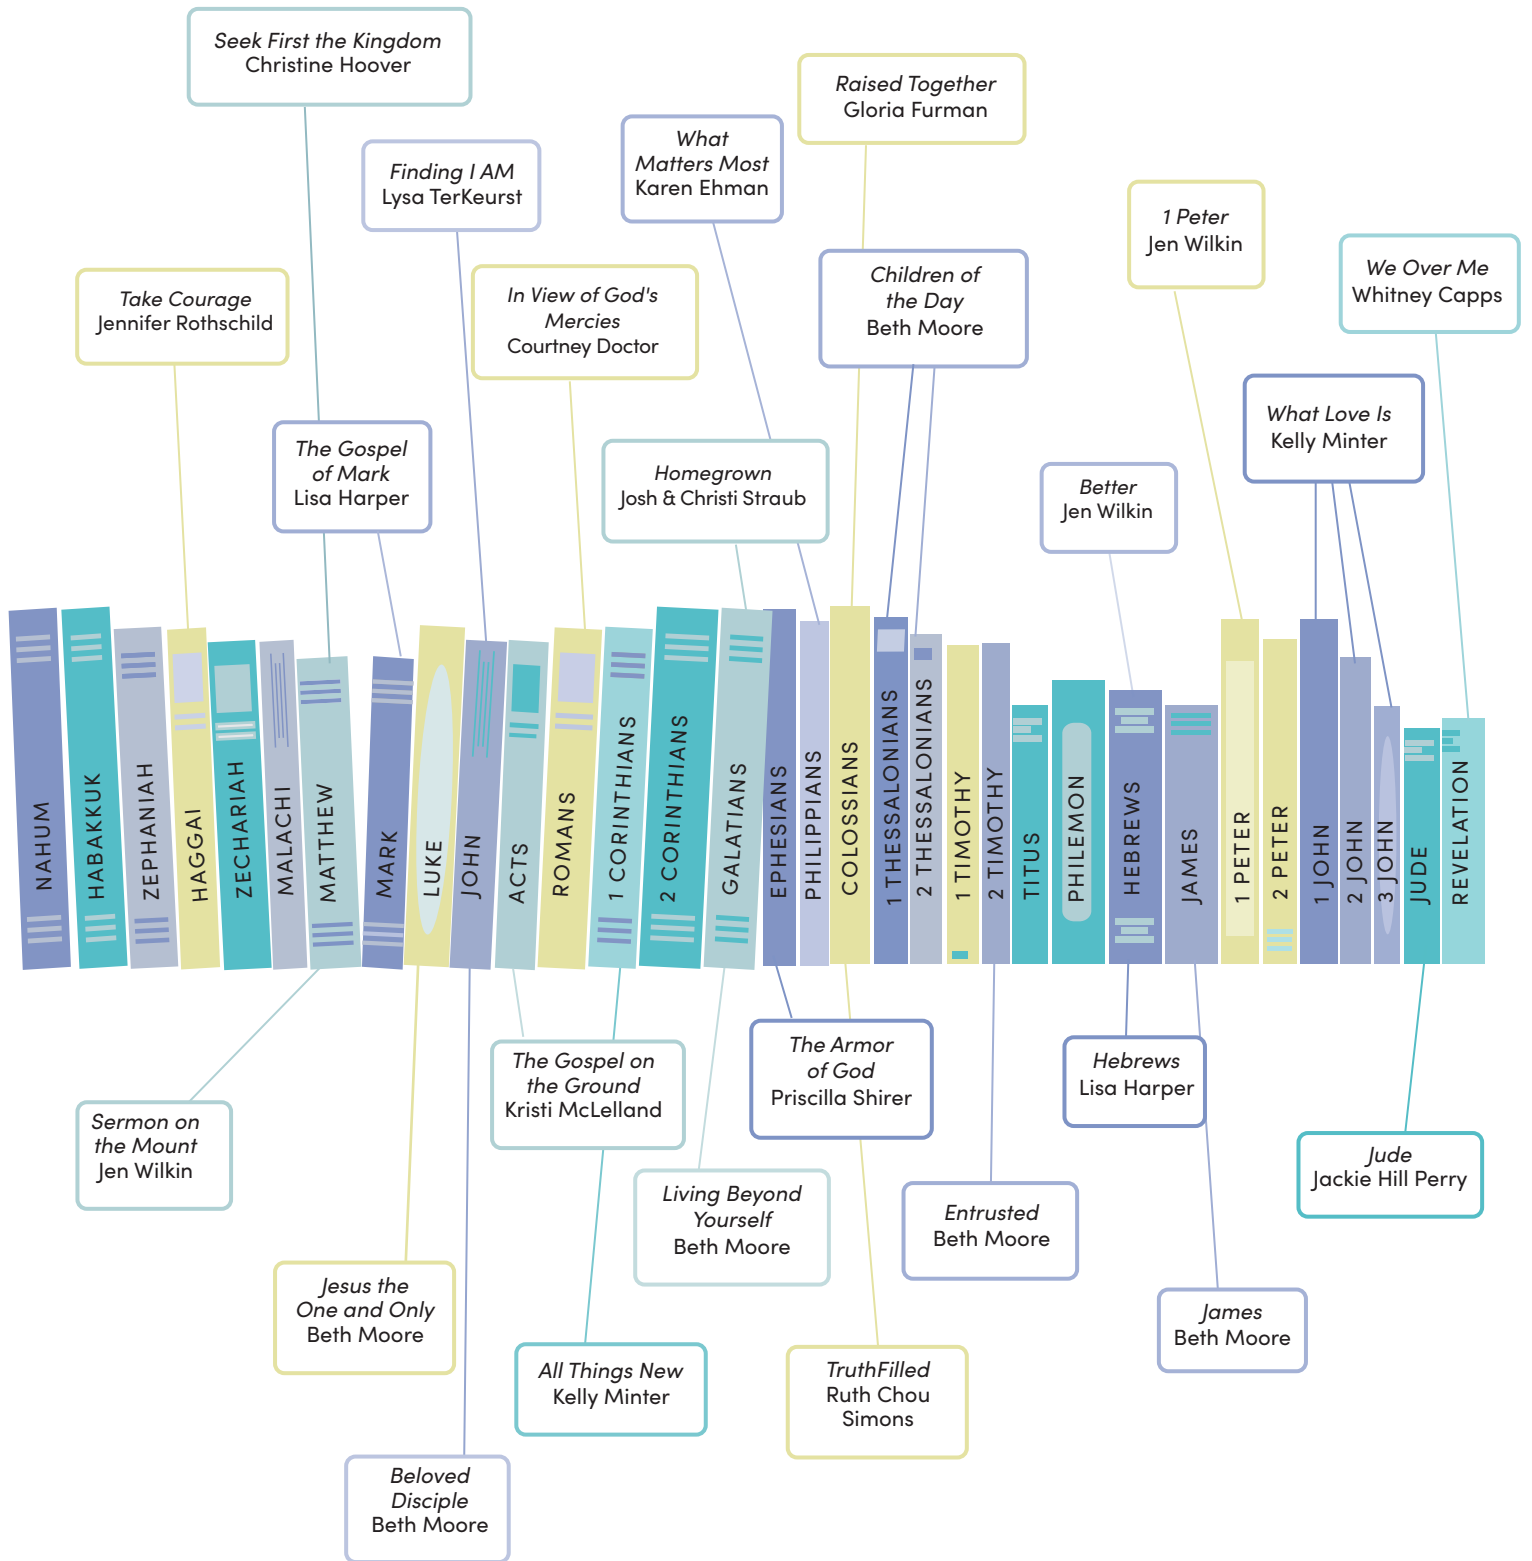 Seek First the Kingdom
Christine Hoover
Raised Together
Gloria Furman
What
Matters Most
Karen Ehman
Finding I AM
Lysa TerKeurst
1 Peter
Jen Wilkin
We Over Me
Whitney Capps
Take Courage
Jennifer Rothschild
In View of God's
Mercies
Courtney Doctor
Children of
the Day
Beth Moore
What Love Is
Kelly Minter
The Gospel
of Mark
Lisa Harper
Homegrown
Josh & Christi Straub
Better
Jen Wilkin
NAHUM
HABAKKUK
ZEPHANIAH
HAGGAI
ZECHARIAH
MALACHI
MATTHEW
MARK
LUKE
JOHN
ACTS
ROMANS
1 CORINTHIANS
2 CORINTHIANS
GALATIANS
EPHESIANS
PHILIPPIANS
COLOSSIANS
1 THESSALONIANS
2 THESSALONIANS
1 TIMOTHY
2 TIMOTHY
TITUS
PHILEMON
HEBREWS
JAMES
1 PETER
2 PETER
1 JOHN
2 JOHN
3 JOHN
JUDE
REVELATION
Sermon on
the Mount
Jen Wilkin
The Gospel on
the Ground
Kristi McLelland
The Armor
of God
Priscilla Shirer
Hebrews
Lisa Harper
Jude
Jackie Hill Perry
Living Beyond
Yourself
Beth Moore
Entrusted
Beth Moore
Jesus the
One and Only
Beth Moore
James
Beth Moore
All Things New
Kelly Minter
TruthFilled
Ruth Chou
Simons
Beloved
Disciple
Beth Moore